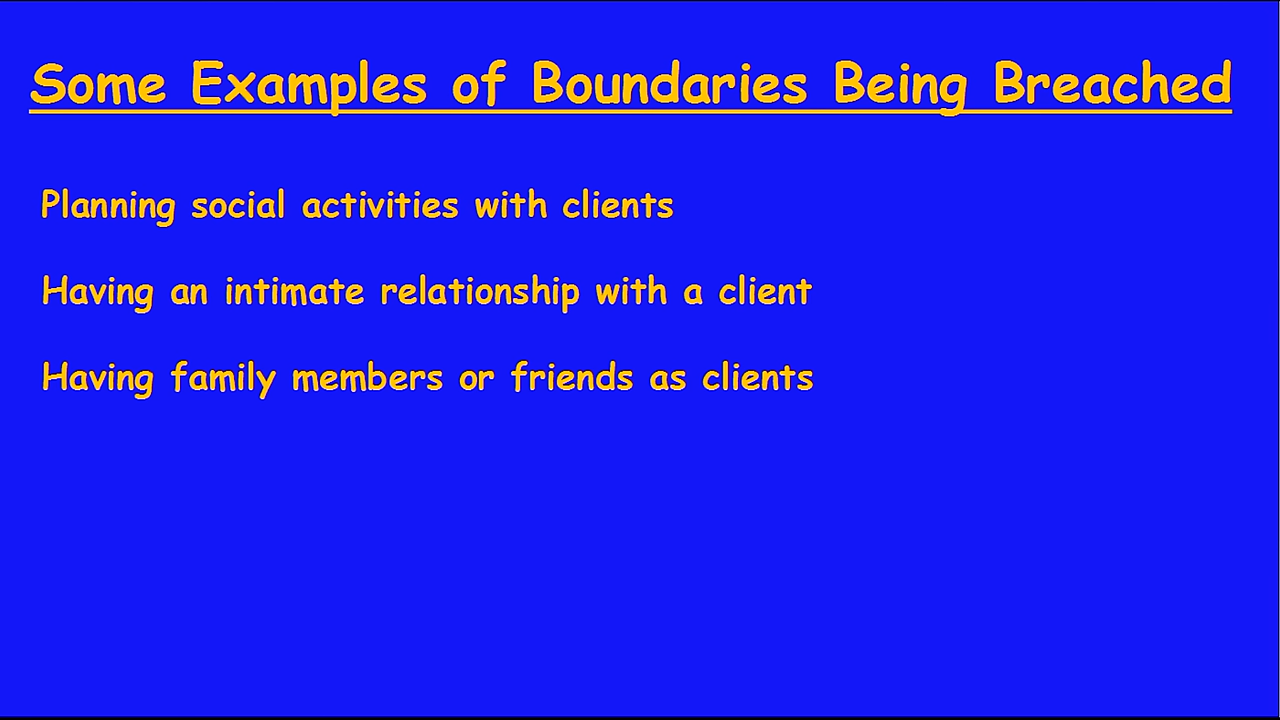 Some Examples of Boundaries Being Breached
Planning social activities with clients
Having an intimate relationship with a client
Having family members or friends as clients